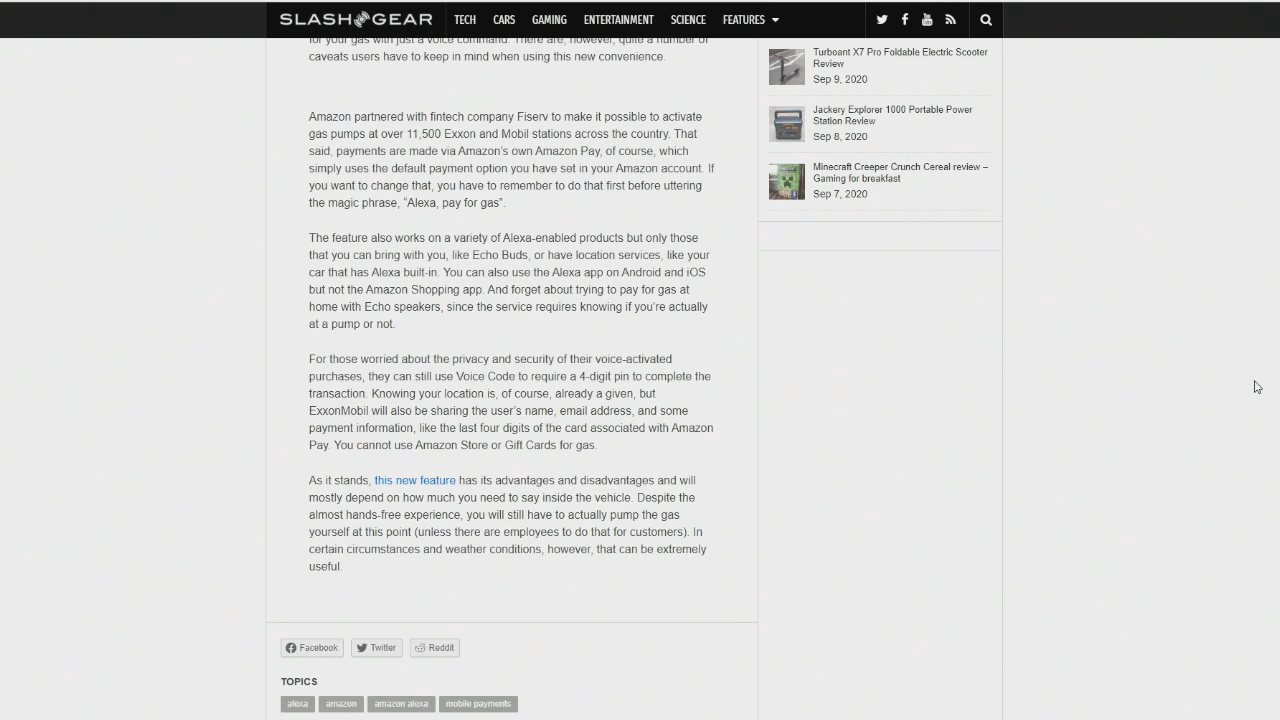 SLASH GEAR TECH CARS GAMING ENTERTAINMENT SCIENCE FEATURES
for your gas with just a voice command. There are, however, quite a number of
caveats users have to keep in mind when using this new convenience.
Amazon partnered with fintech company Fiserv to make it possible to activate
gas pumps at over 11,500 Exxon and Mobil stations across the country. That
said, payments are made via Amazon's own Amazon Pay, of course, which
simply uses the default payment option you have set in your Amazon account. If
you want to change that, you have to remember to do that first before uttering
the magic phrase, “Alexa, pay for gas”.
The feature also works on a variety of Alexa-enabled products but only those
that you can bring with you, like Echo Buds, or have location services, like your
car that has Alexa built-in. You can also use the Alexa app on Android and iOS
but not the Amazon Shopping app. And forget about trying to pay for gas at
home with Echo speakers, since the service requires knowing if you're actually
at a pump or not.
For those worried about the privacy and security of their voice-activated
purchases, they can still use Voice Code to require a 4-digit pin to complete the
transaction. Knowing your location is, of course, already a given, but
ExxonMobil will also be sharing the user's name, email address, and some
payment information, like the last four digits of the card associated with Amazon
Pay. You cannot use Amazon Store or Gift Cards for gas.
As it stands, this new feature has its advantages and disadvantages and will
mostly depend on how much you need to say inside the vehicle. Despite the
almost hands-free experience, you will still have to actually pump the gas
yourself at this point (unless there are employees to do that for customers). In
certain circumstances and weather conditions, however, that can be extremely
useful.
Facebook Twitter Reddit
TOPICS
alexa amazon amazon alexa mobile payments
Turboant X7 Pro Foldable Electric Scooter
Review
Sep 9, 2020
Jackery Explorer 1000 Portable Power
Station Review
Sep 8, 2020
Minecraft Creeper Crunch Cereal review –
Gaming for breakfast
Sep 7, 2020